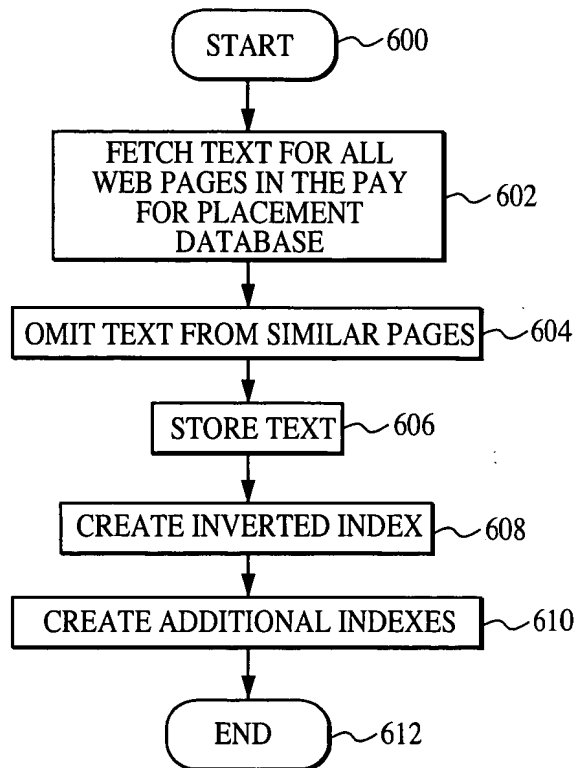 START
600
FETCH TEXT FOR ALL
WEB PAGES IN THE PAY
FOR PLACEMENT
DATABASE
602
OMIT TEXT FROM SIMILAR PAGES
604
STORE TEXT
606
CREATE INVERTED INDEX
608
CREATE ADDITIONAL INDEXES
610
END
612